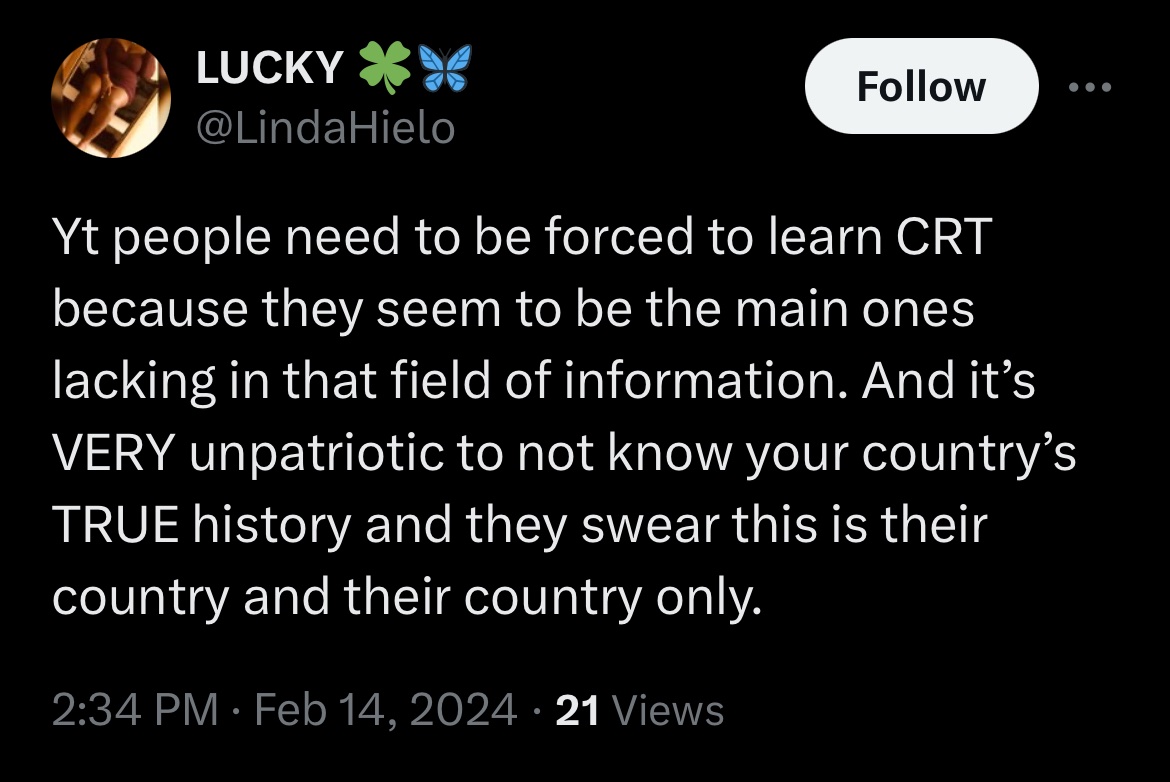 LUCKY 🍀🦋
@LindaHielo
Follow
Yt people need to be forced to learn CRT
because they seem to be the main ones
lacking in that field of information. And it’s
VERY unpatriotic to not know your country’s
TRUE history and they swear this is their
country and their country only.
2:34 PM · Feb 14, 2024 · 21 Views